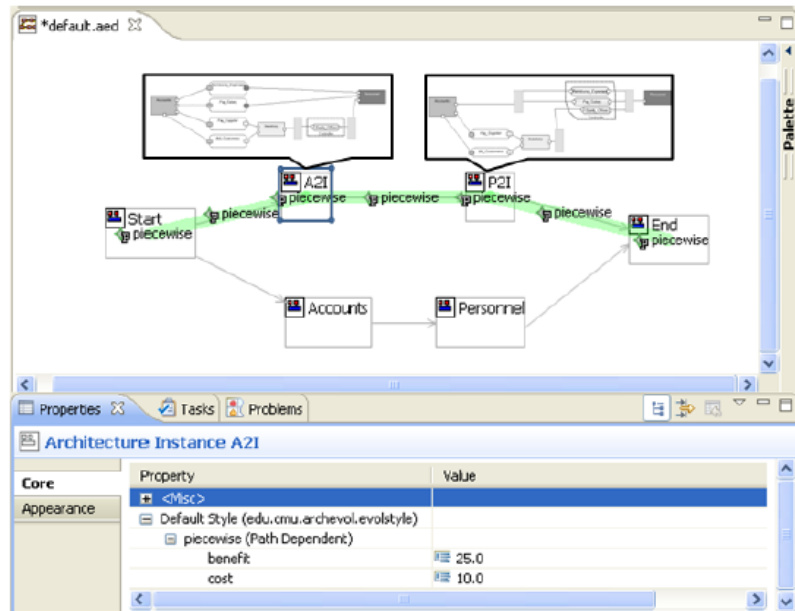 *default.aed
Palette
A2I
piecewise
P2I
piecewise
piecewise
piecewise
piecewise
Start
piecewise
End
piecewise
Accounts
Personnel
Properties
Tasks
Problems
Architecture Instance A2I
Core
Appearance
Property Value
<Misc>
Default Style (edu.cmu.archevol.evolstyle)
piecewise (Path Dependent)
benefit 25.0
cost 10.0